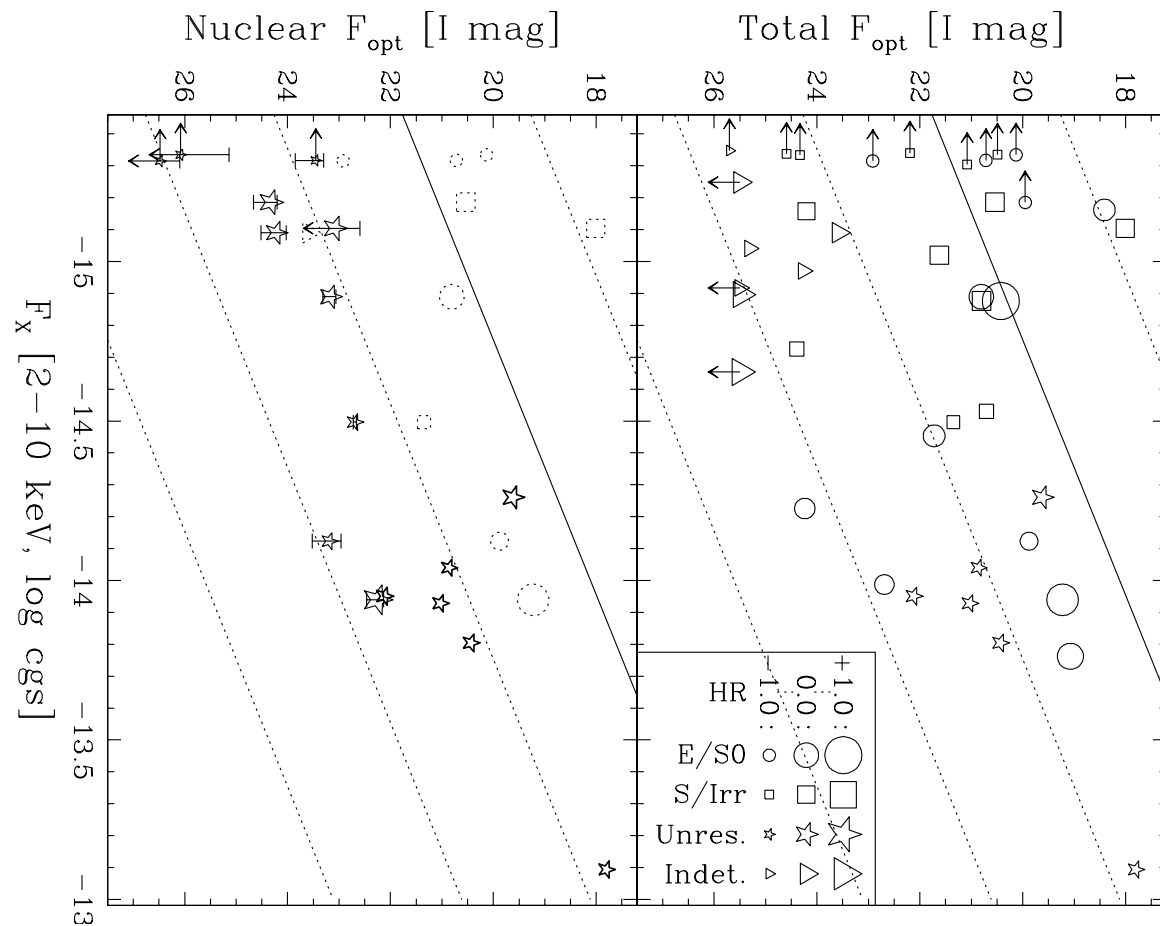 Nuclear F_opt [I mag]
Total F_opt [I mag]
26
24
22
20
18
26
24
22
20
18
−15
−14.5
−14
−13.5
−13
F_X [2−10 keV, log cgs]
HR
−1.0:
0.0:
+1.0:
E/S0
S/Irr
Unres.
Indet.